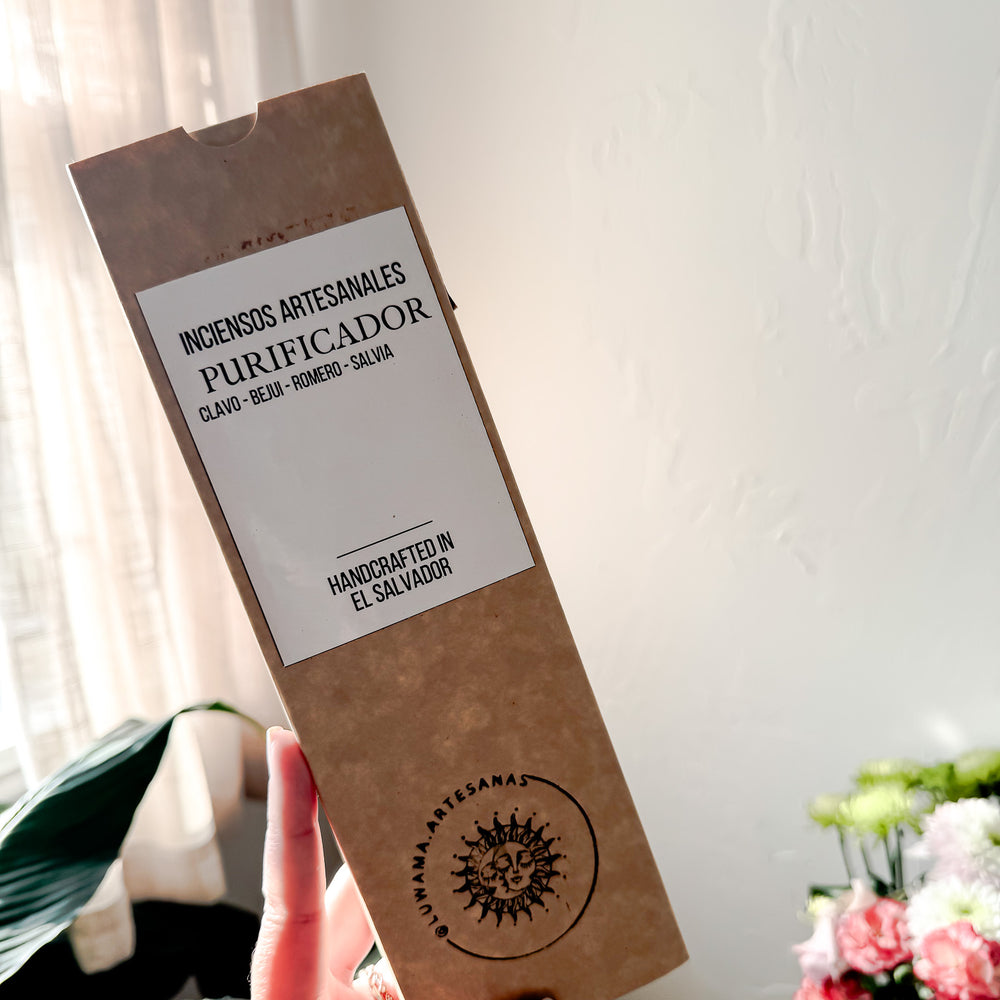 INCIENSOS ARTESANALES
PURIFICADOR
CLAVO - BEJUI - ROMERO - SALVIA
HANDCRAFTED IN
EL SALVADOR
@LUWAMA.ARTESANAS